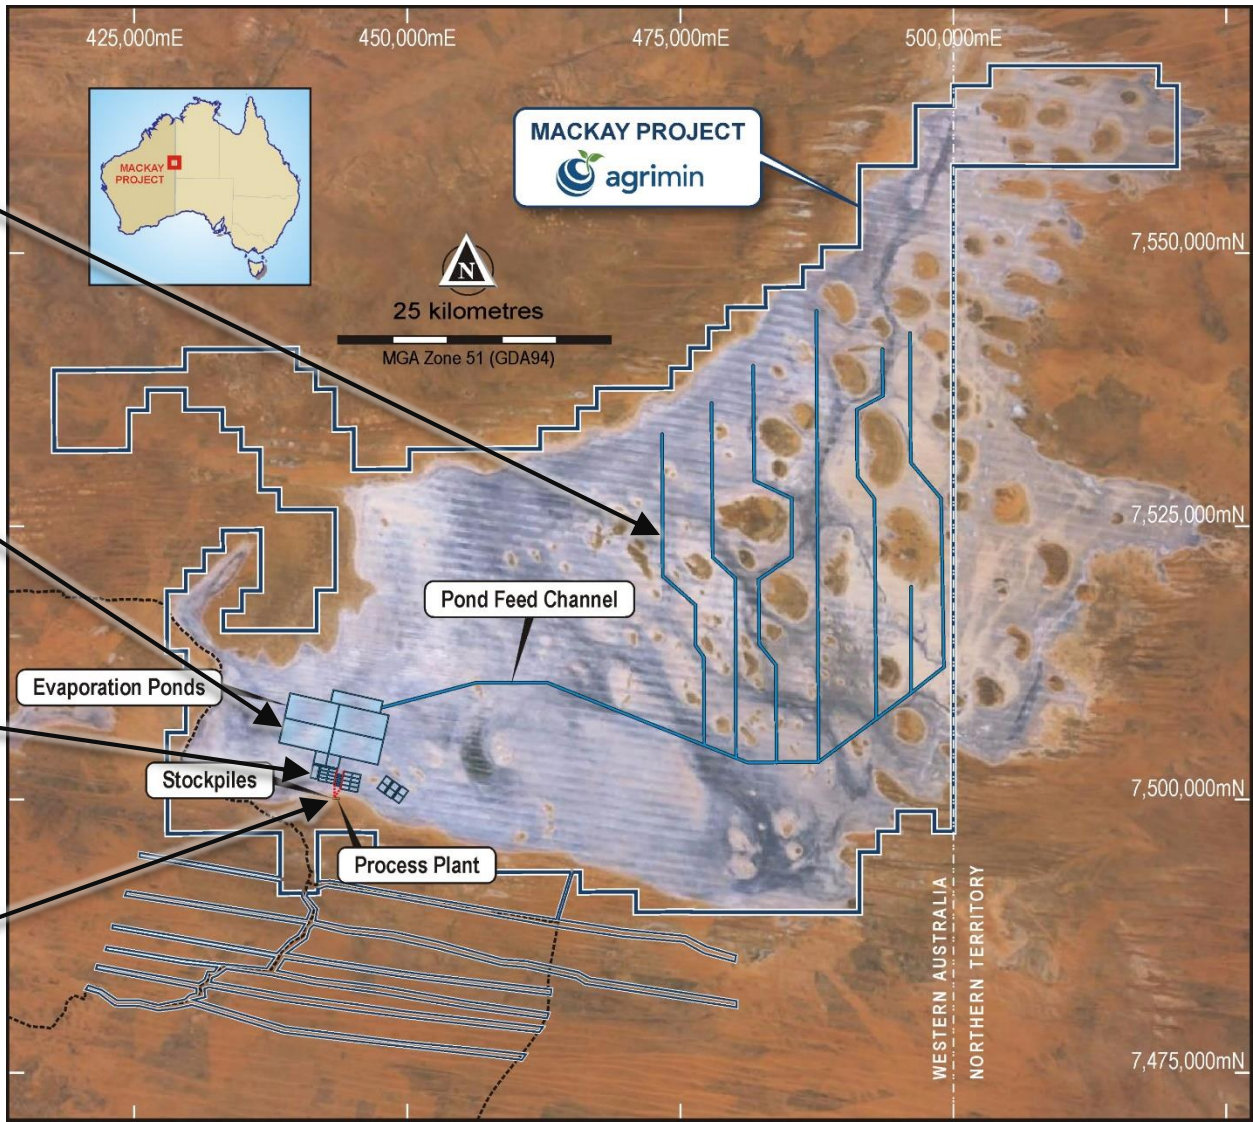 425,000mE
450,000mE
475,000mE
500,000mE
MACKAY
PROJECT
MACKAY PROJECT
agrimin
N
25 kilometres
MGA Zone 51 (GDA94)
7,550,000mN
7,525,000mN
Pond Feed Channel
Evaporation Ponds
Stockpiles
7,500,000mN
Process Plant
WESTERN AUSTRALIA
NORTHERN TERRITORY
7,475,000mN